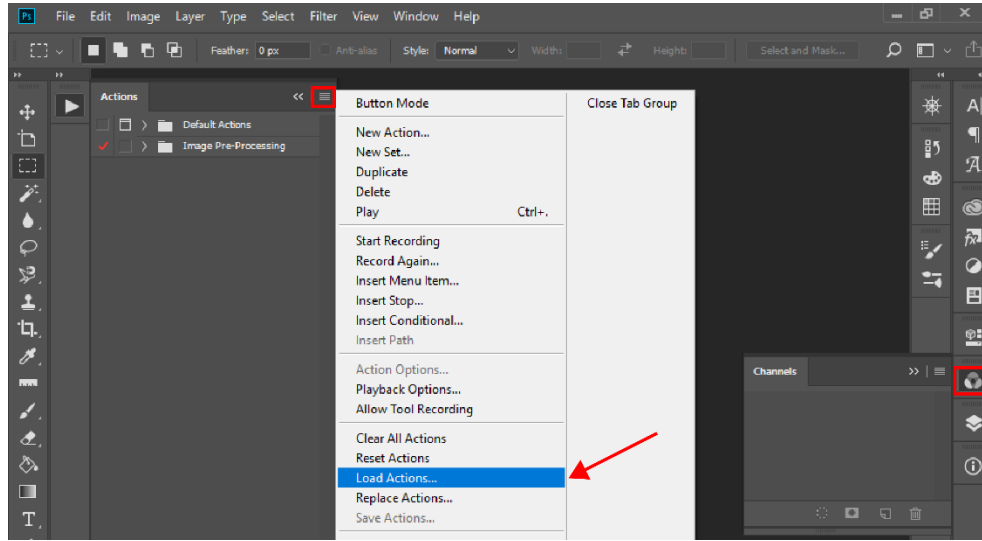 Ps File Edit Image Layer Type Select Filter View Window Help
Feather: 0 px Anti-alias Style: Normal Width: Height: Select and Mask...
Actions
Default Actions
Image Pre-Processing
Button Mode
New Action...
New Set...
Duplicate
Delete
Play Ctrl+,
Start Recording
Record Again...
Insert Menu Item...
Insert Stop...
Insert Conditional...
Insert Path
Action Options...
Playback Options...
Allow Tool Recording
Clear All Actions
Reset Actions
Load Actions...
Replace Actions...
Save Actions...
Close Tab Group
Channels